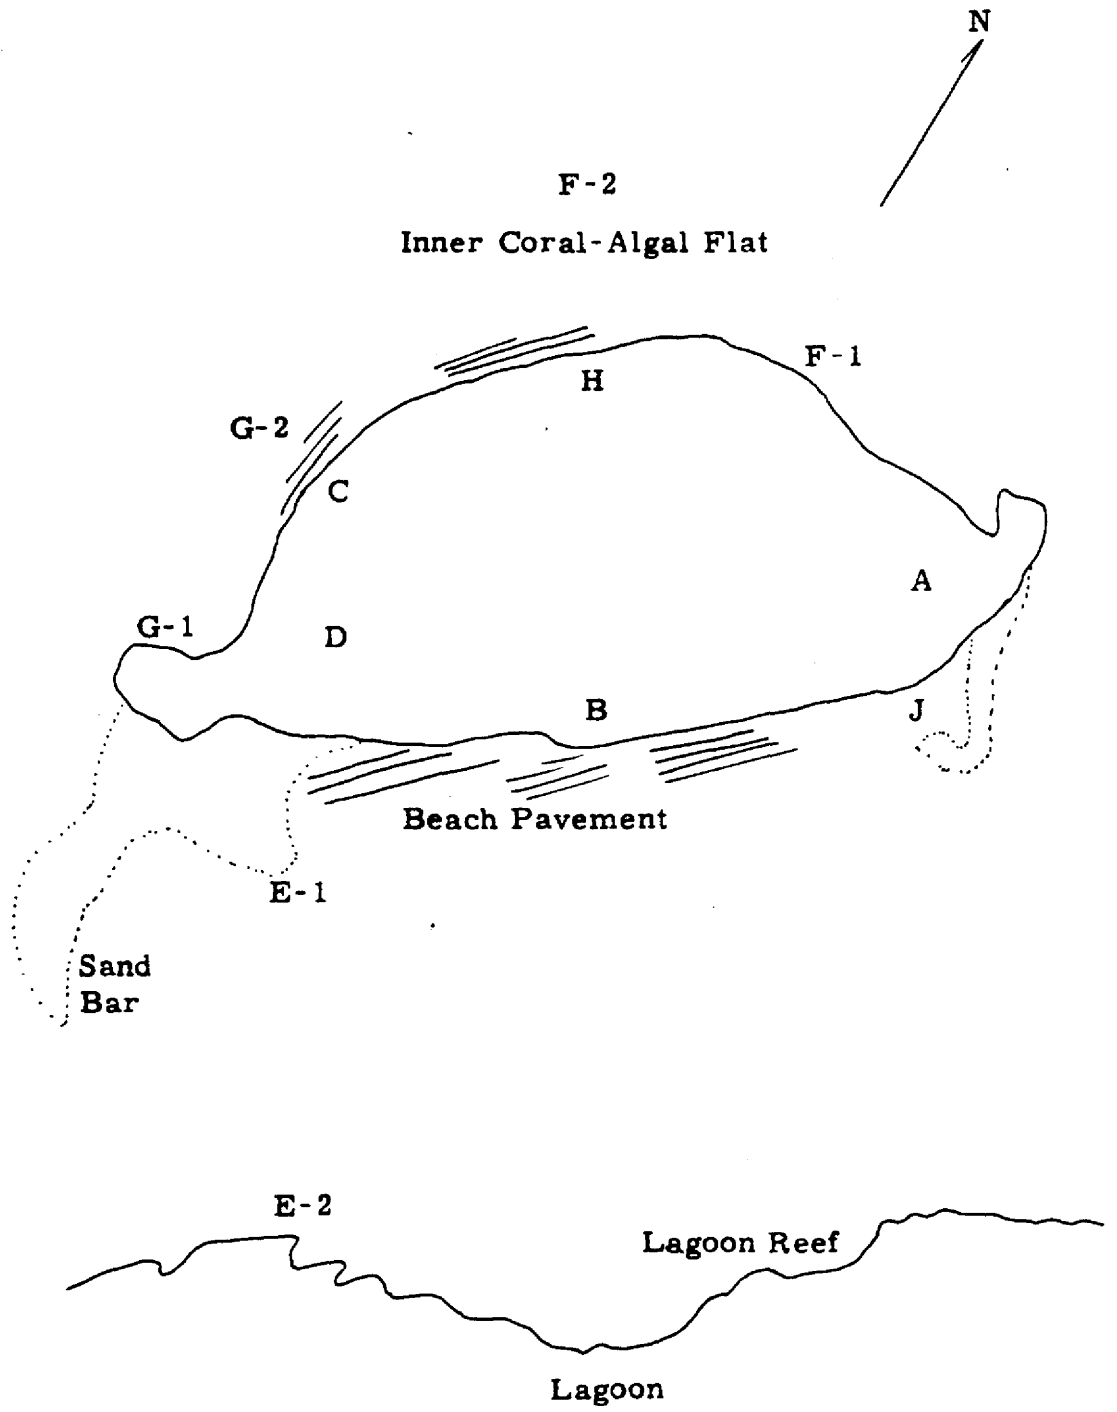 N
F-2
Inner Coral-Algal Flat
F-1
H
G-2
C
A
G-1
D
B
J
Beach Pavement
E-1
Sand
Bar
E-2
Lagoon Reef
Lagoon